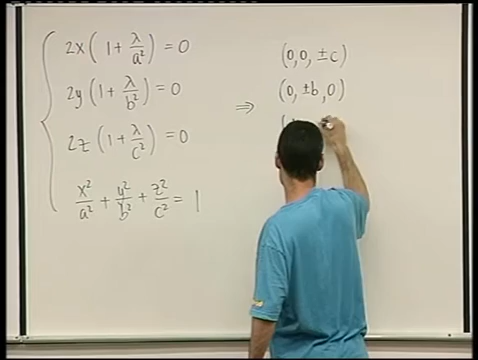 2x(1 + λ/a²) = 0
2y(1 + λ/b²) = 0
2z(1 + λ/c²) = 0
x²/a² + y²/b² + z²/c² = 1
⇒
(0,0, ±c)
(0, ±b, 0)
(